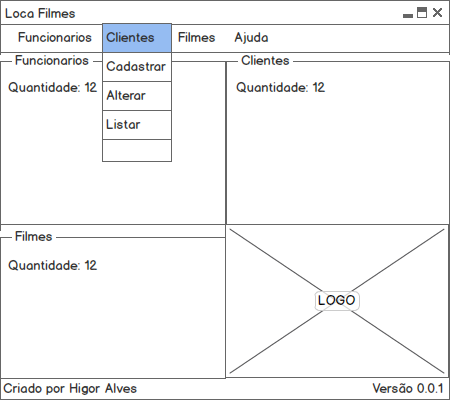 Loca Filmes
Funcionarios Clientes Filmes Ajuda
Cadastrar
Alterar
Listar
Funcionarios
Quantidade: 12
Clientes
Quantidade: 12
Filmes
Quantidade: 12
LOGO
Criado por Higor Alves
Versão 0.0.1